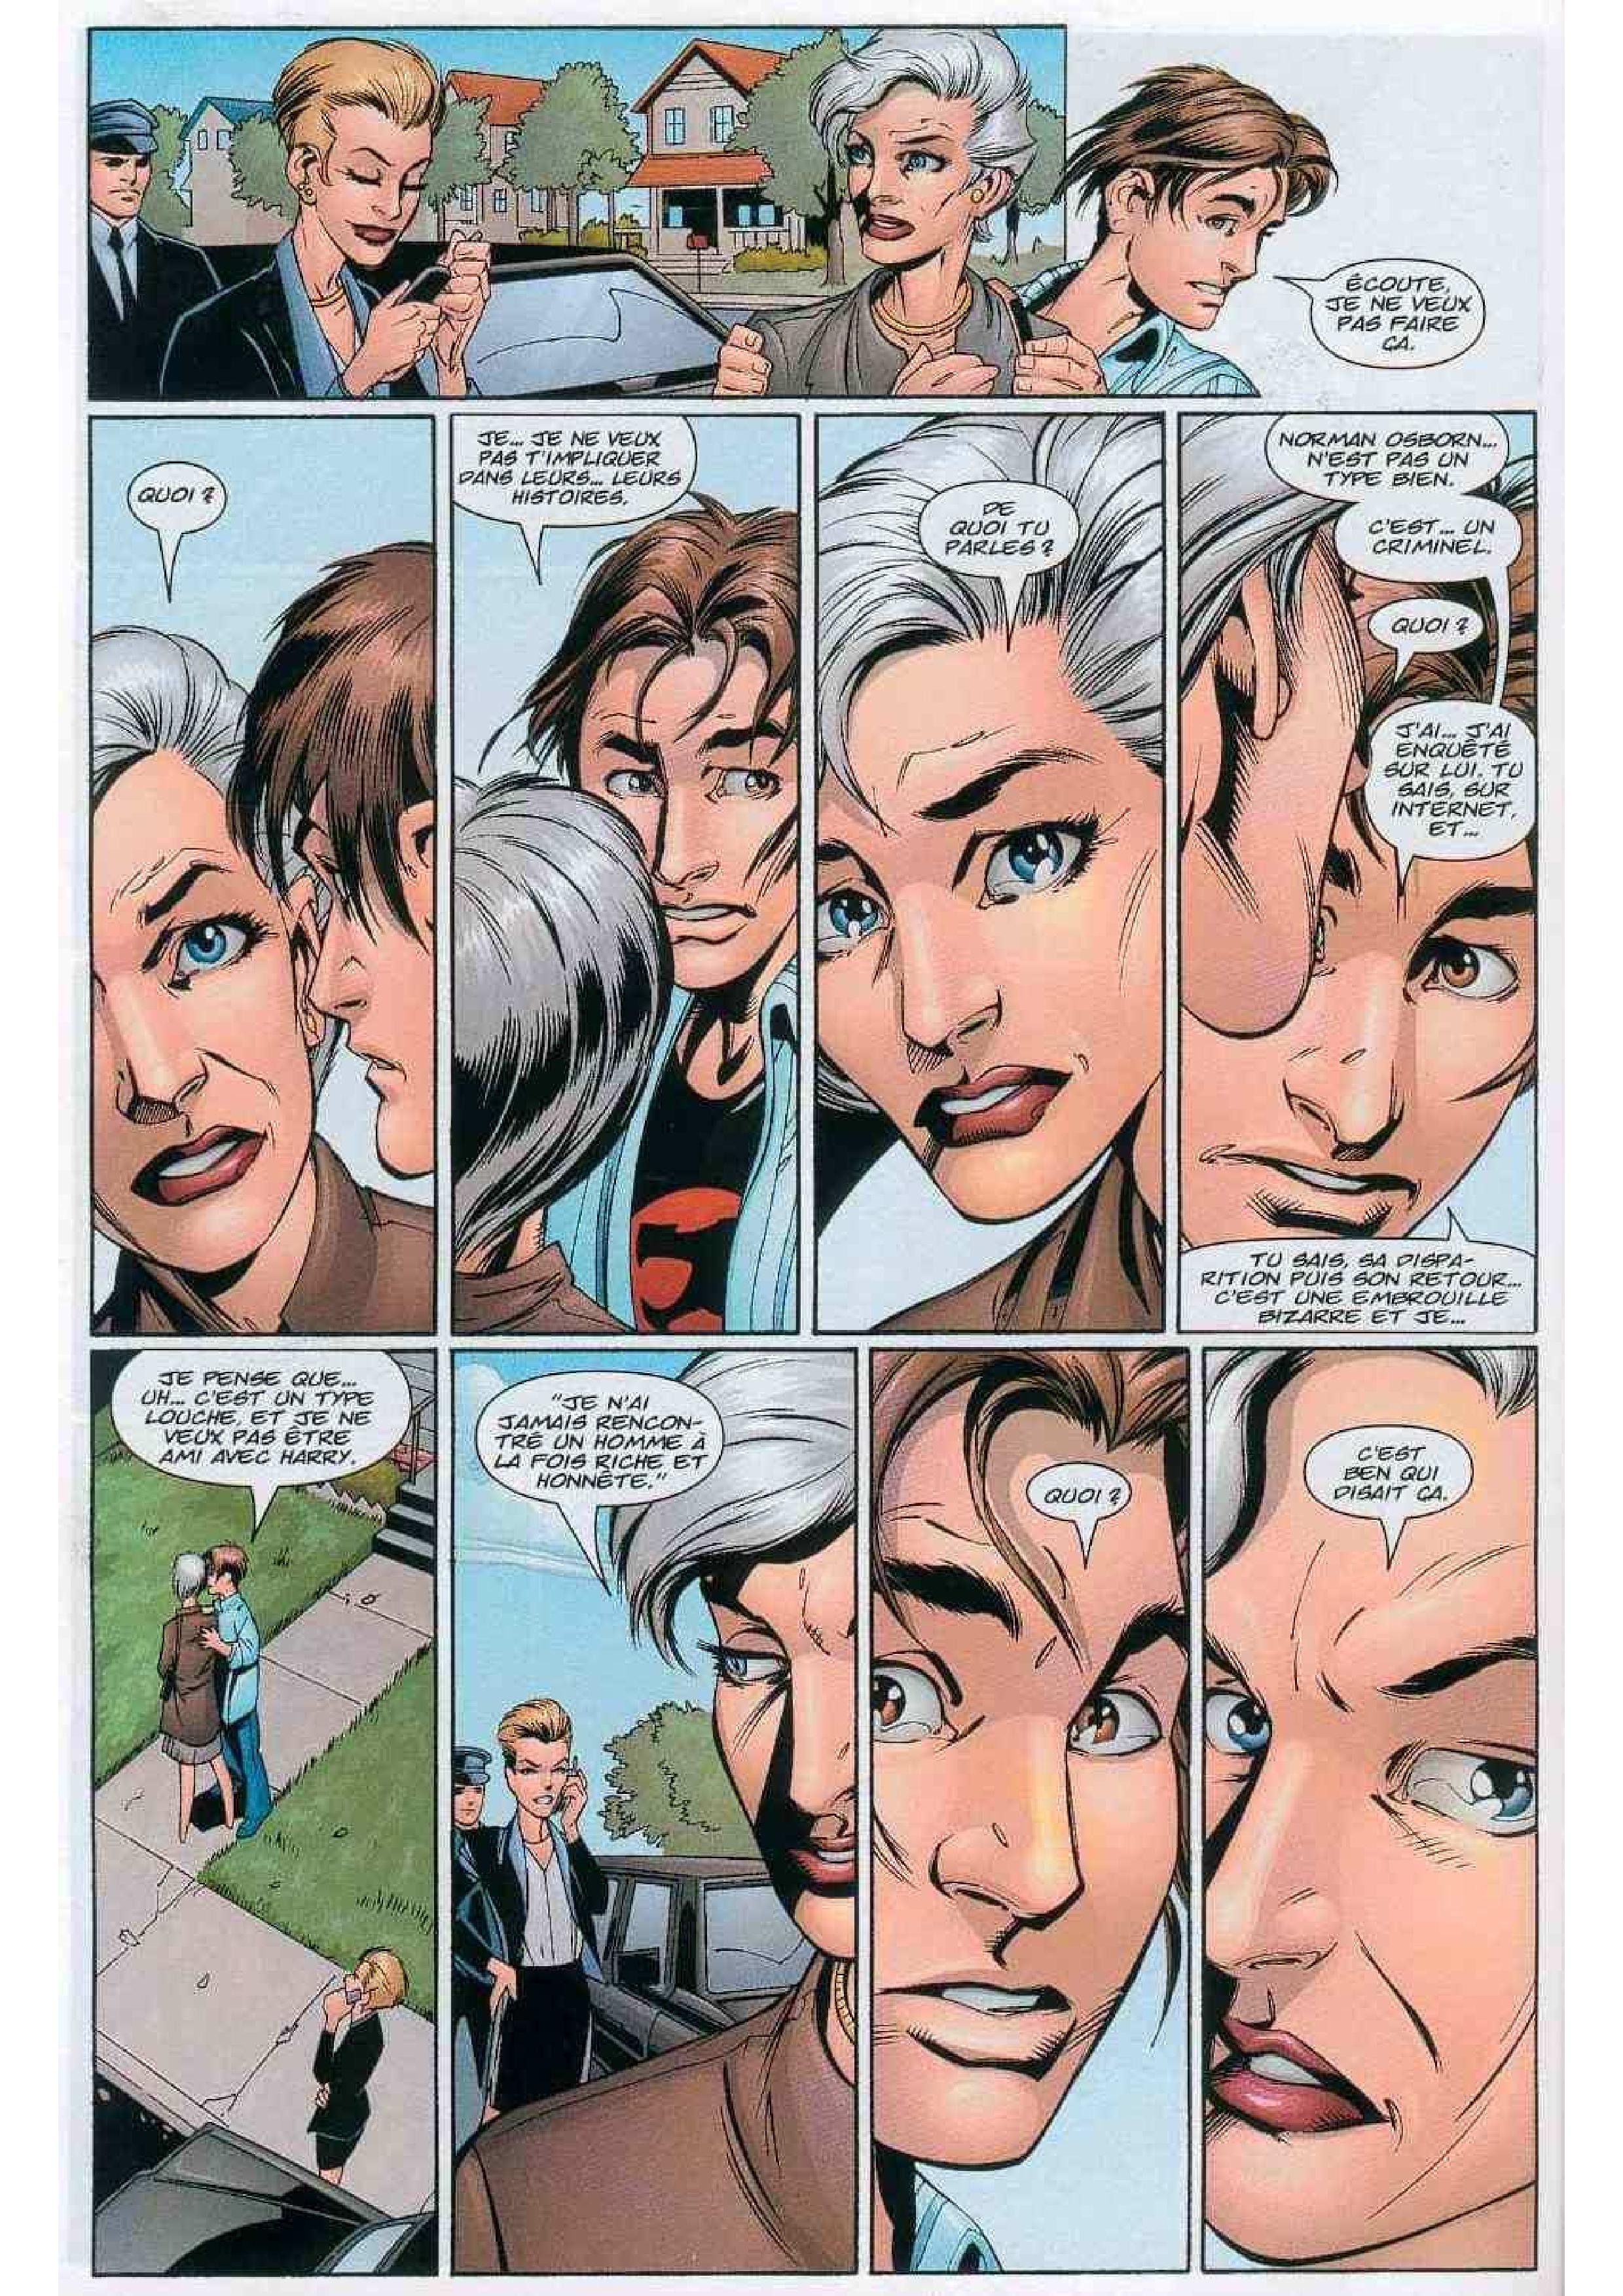 ÉCOUTE,
JE NE VEUX
PAS FAIRE
ÇA.
QUOI ?
JE... JE NE VEUX
PAS T'IMPLIQUER
DANS LEURS... LEURS
HISTOIRES.
DE
QUOI TU
PARLES ?
NORMAN OSBORN...
N'EST PAS UN
TYPE BIEN.
C'EST... UN
CRIMINEL.
QUOI ?
J'AI... J'AI
ENQUÊTÉ
SUR LUI. TU
SAIS, SUR
INTERNET.
ET...
TU SAIS, SA DISPA-
RITION PUIS SON RETOUR...
C'EST UNE EMBROUILLE
BIZARRE ET JE...
JE PENSE QUE...
UH... C'EST UN TYPE
LOUCHE, ET JE NE
VEUX PAS ÊTRE
AMI AVEC HARRY.
"JE N'AI
JAMAIS RENCON-
TRÉ UN HOMME À
LA FOIS RICHE ET
HONNÊTE."
QUOI ?
C'EST
BEN QUI
DISAIT ÇA.